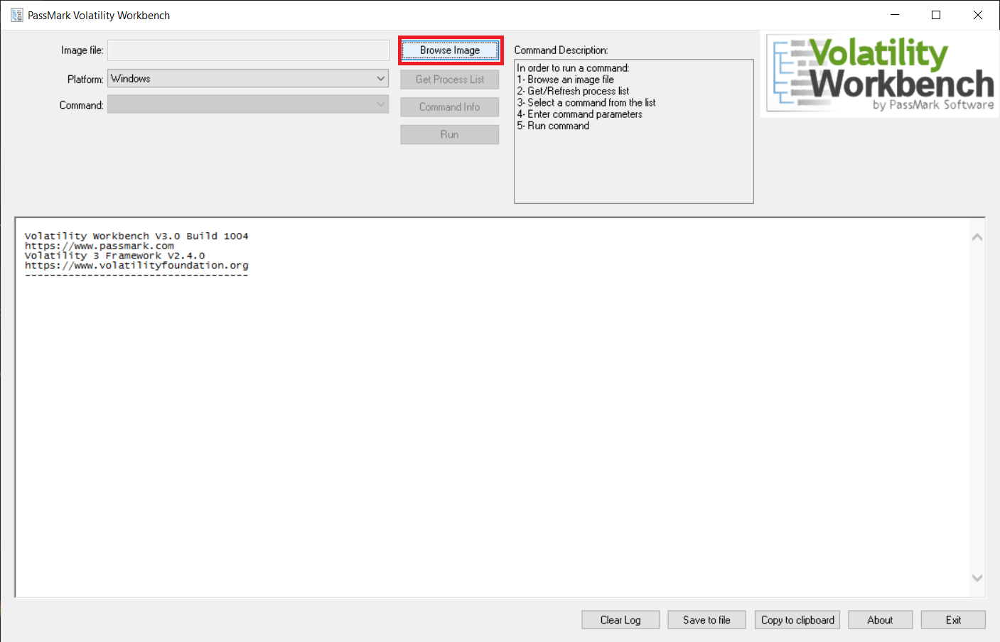 PassMark Volatility Workbench
Image file:
Browse Image
Platform:
Windows
Get Process List
Command:
Command Info
Run
Command Description:
In order to run a command:
1- Browse an image file
2- Get/Refresh process list
3- Select a command from the list
4- Enter command parameters
5- Run command
Volatility
Workbench
by PassMark Software
Volatility Workbench V3.0 Build 1004
https://www.passmark.com
Volatility 3 Framework V2.4.0
https://www.volatilityfoundation.org
------------------------------------
Clear Log
Save to file
Copy to clipboard
About
Exit